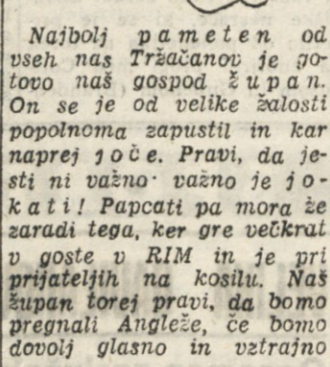 Najbolj pameten od
vseh nas Tržačanov je go-
tovo naš gospod župan.
On se je od velike žalosti
popolnoma zapustil in kar
naprej joče. Pravi, da je-
sti ni važno· važno je jo-
kati! Papcati pa mora že
zaradi tega, ker gre večkrat
v goste v RIM in je pri
prijateljih na kosilu. Naš
župan torej pravi, da bomo
pregnali Angleže, če bomo
dovolj glasno in vztrajno